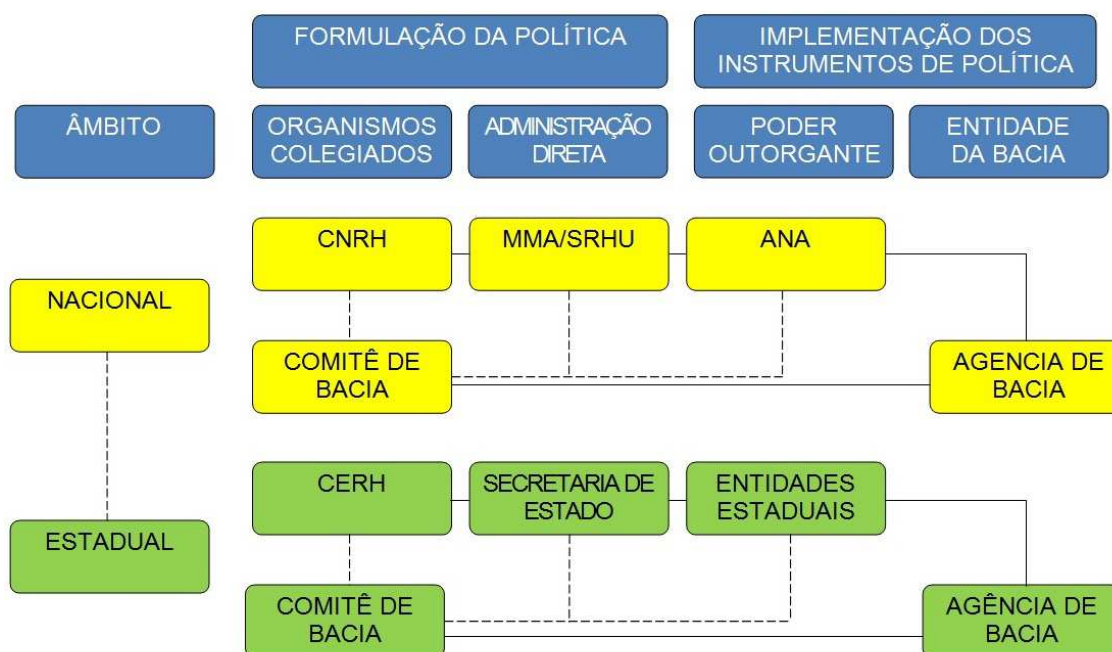 FORMULAÇÃO DA POLÍTICA
IMPLEMENTAÇÃO DOS
INSTRUMENTOS DE POLÍTICA
ÂMBITO
ORGANISMOS
COLEGIADOS
ADMINISTRAÇÃO
DIRETA
PODER
OUTORGANTE
ENTIDADE
DA BACIA
CNRH
MMA/SRHU
ANA
NACIONAL
COMITÊ DE
BACIA
AGENCIA DE
BACIA
CERH
SECRETARIA DE
ESTADO
ENTIDADES
ESTADUAIS
ESTADUAL
COMITÊ DE
BACIA
AGÊNCIA DE
BACIA